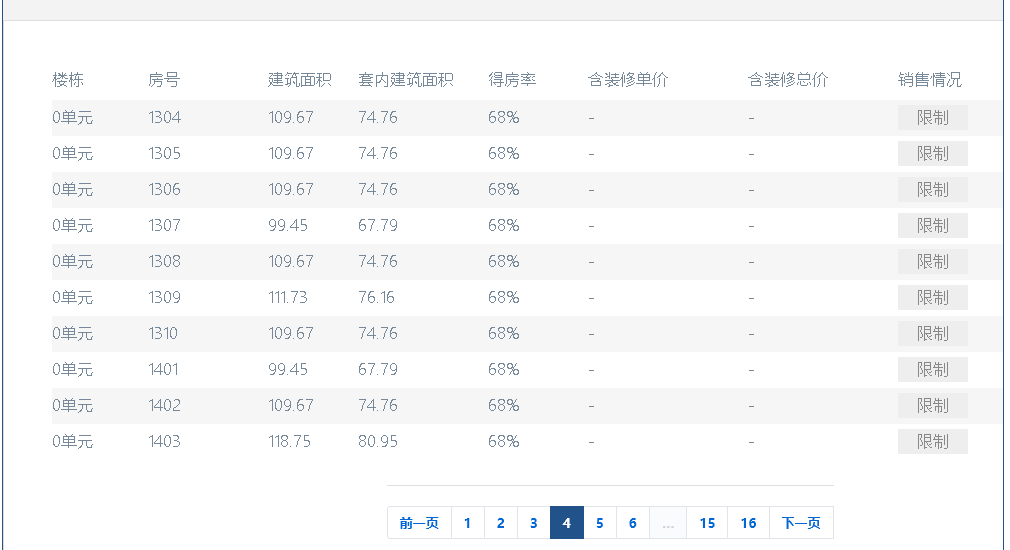 楼栋 房号 建筑面积 套内建筑面积 得房率 含装修单价 含装修总价 销售情况
0单元 1304 109.67 74.76 68% - - 限制
0单元 1305 109.67 74.76 68% - - 限制
0单元 1306 109.67 74.76 68% - - 限制
0单元 1307 99.45 67.79 68% - - 限制
0单元 1308 109.67 74.76 68% - - 限制
0单元 1309 111.73 76.16 68% - - 限制
0单元 1310 109.67 74.76 68% - - 限制
0单元 1401 99.45 67.79 68% - - 限制
0单元 1402 109.67 74.76 68% - - 限制
0单元 1403 118.75 80.95 68% - - 限制
前一页 1 2 3 4 5 6 ... 15 16 下一页